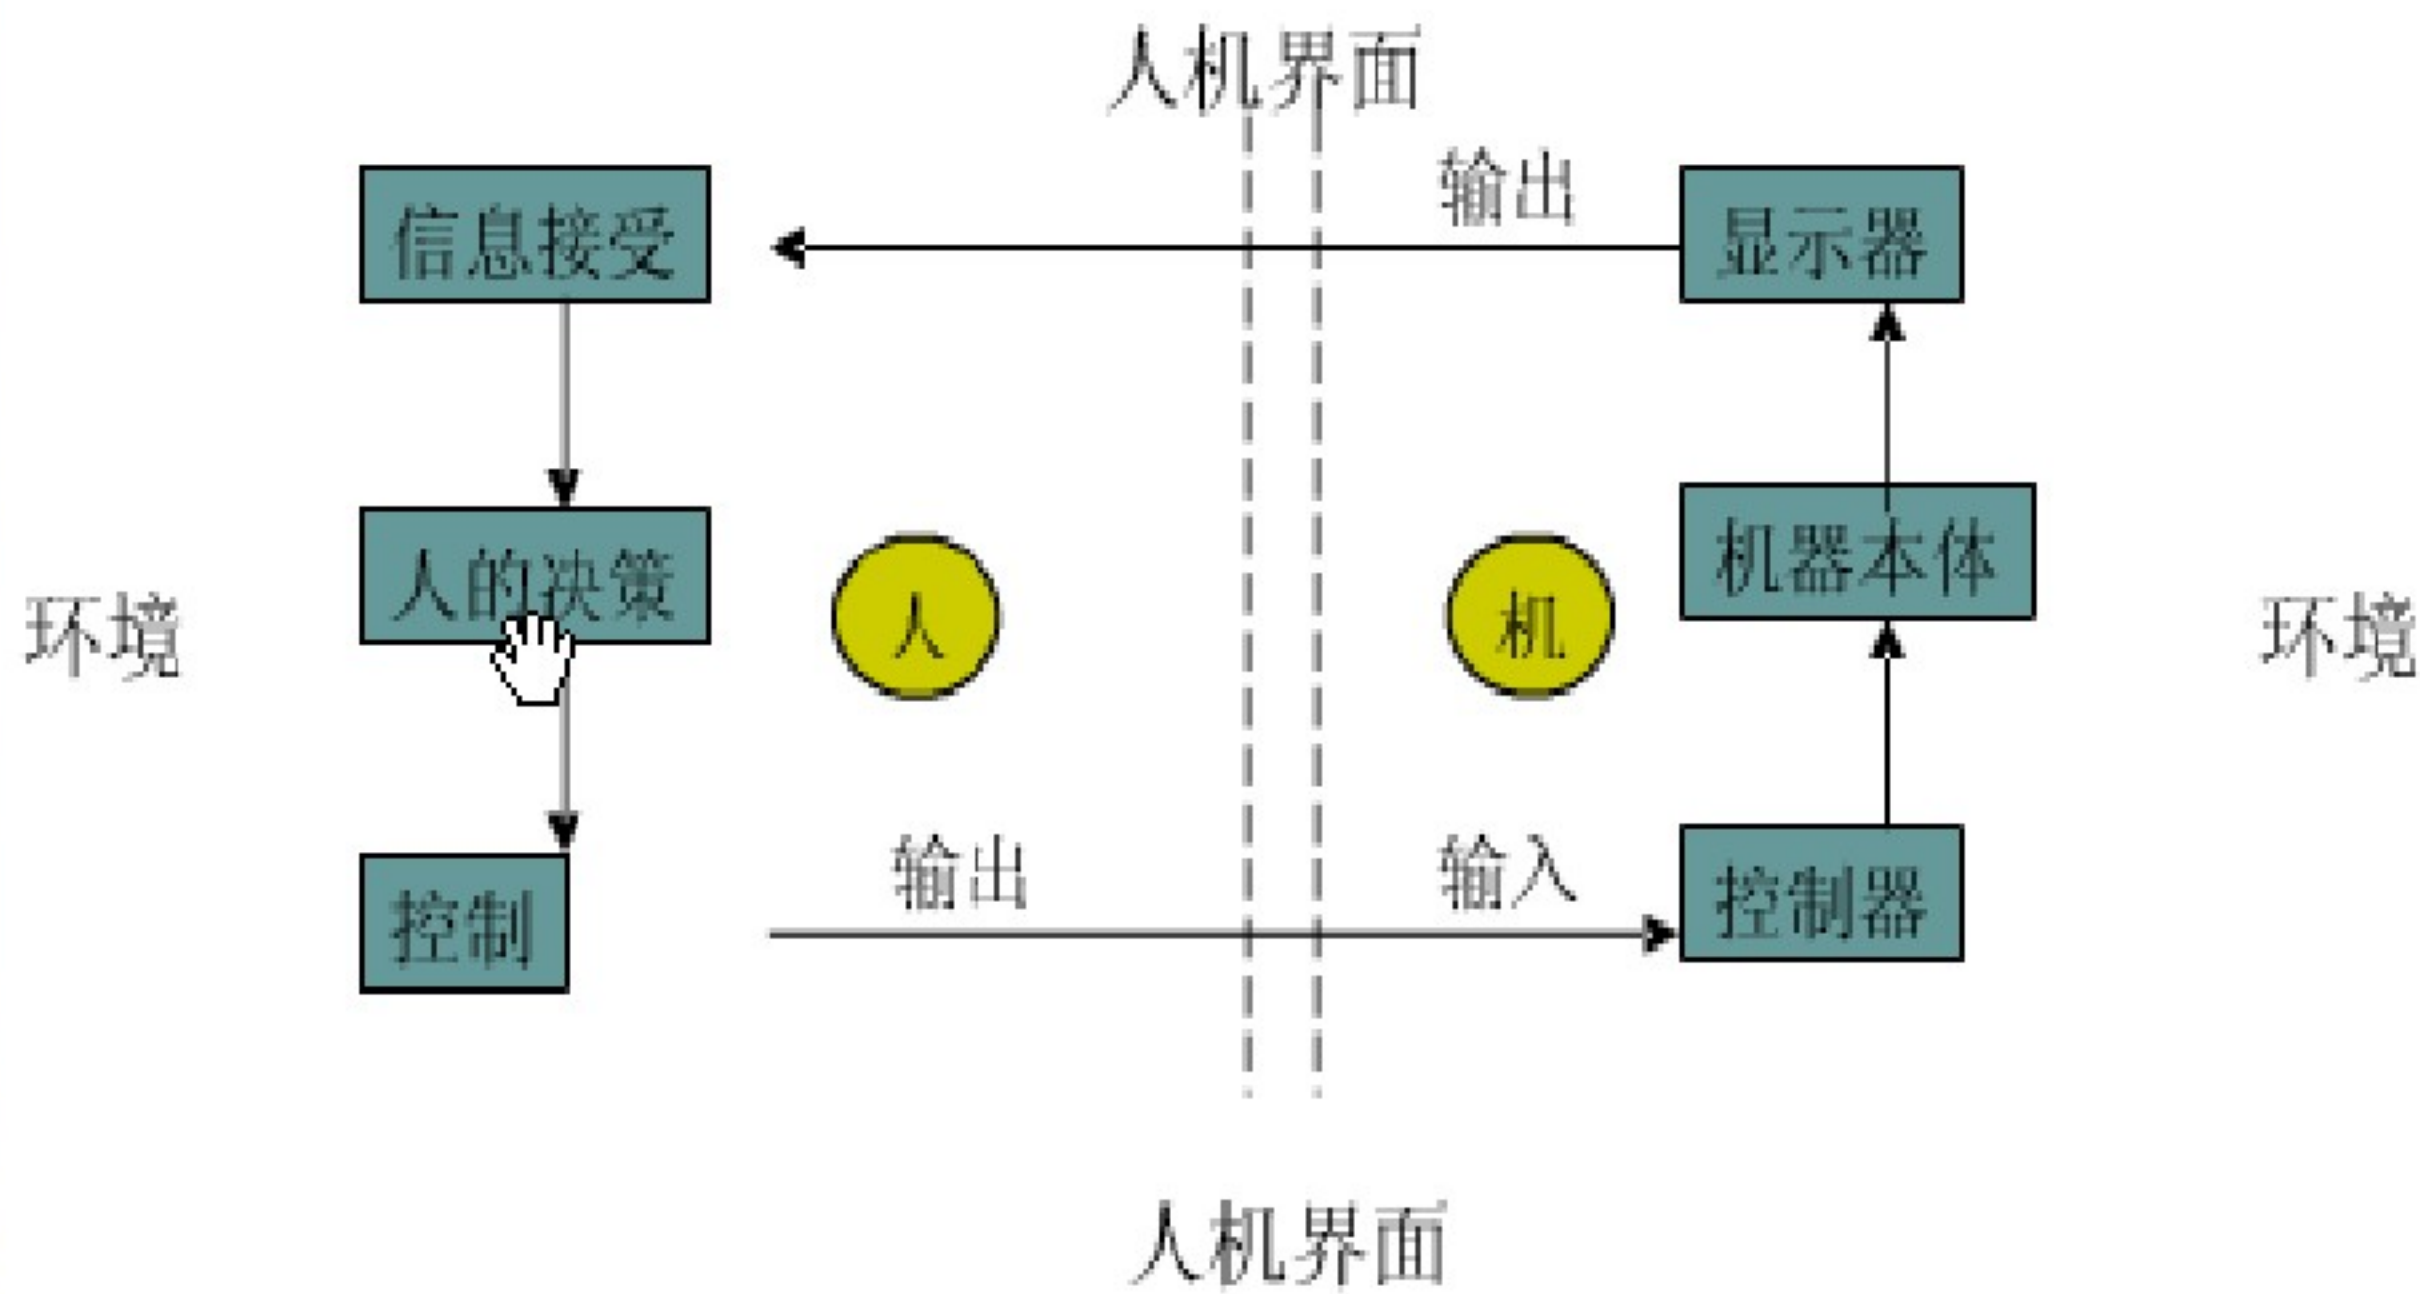 人机界面
输出
信息接受
显示器
人的决策
机器本体
环境
人
机
环境
输出
输入
控制
控制器
人机界面